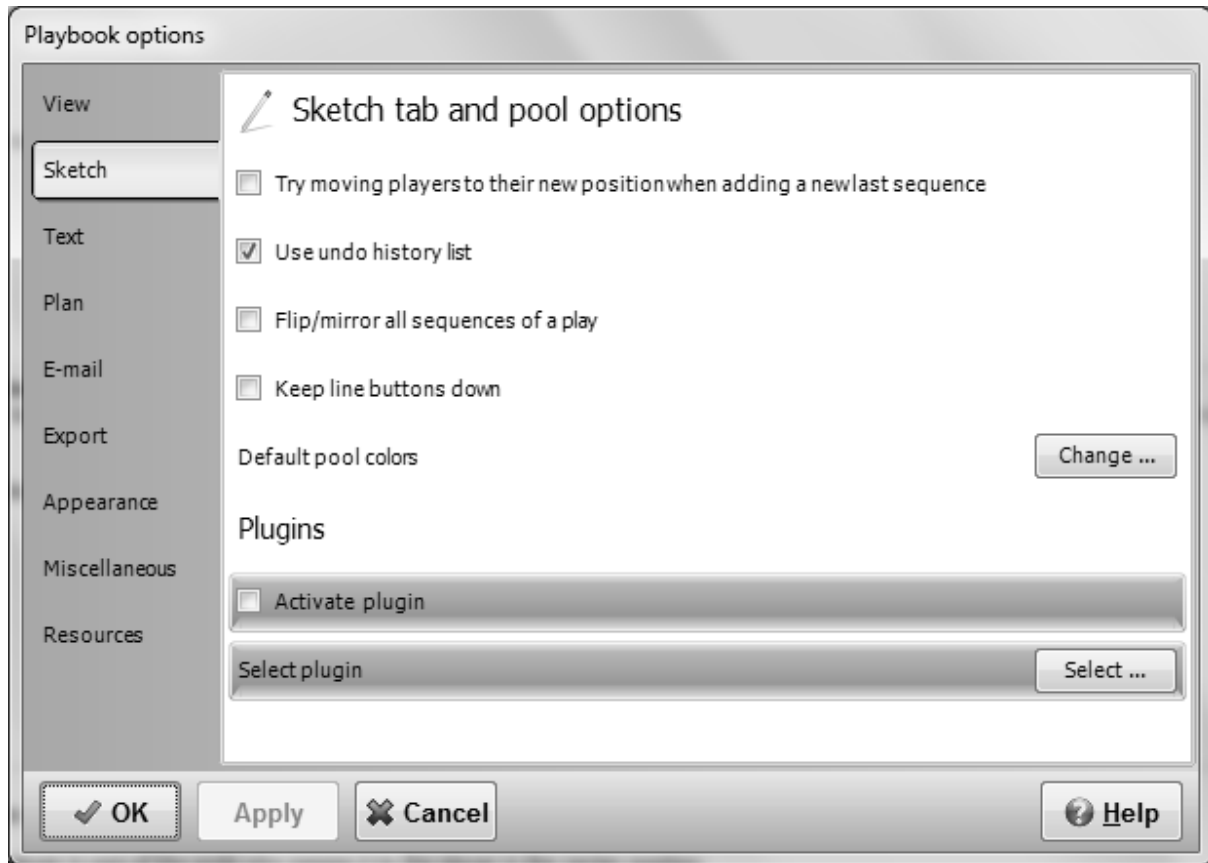 Playbook options
View
Sketch
Text
Plan
E-mail
Export
Appearance
Miscellaneous
Resources
Sketch tab and pool options
Try moving players to their new position when adding a new last sequence
Use undo history list
Flip/mirror all sequences of a play
Keep line buttons down
Default pool colors
Change ...
Plugins
Activate plugin
Select plugin
Select ...
OK
Apply
Cancel
Help